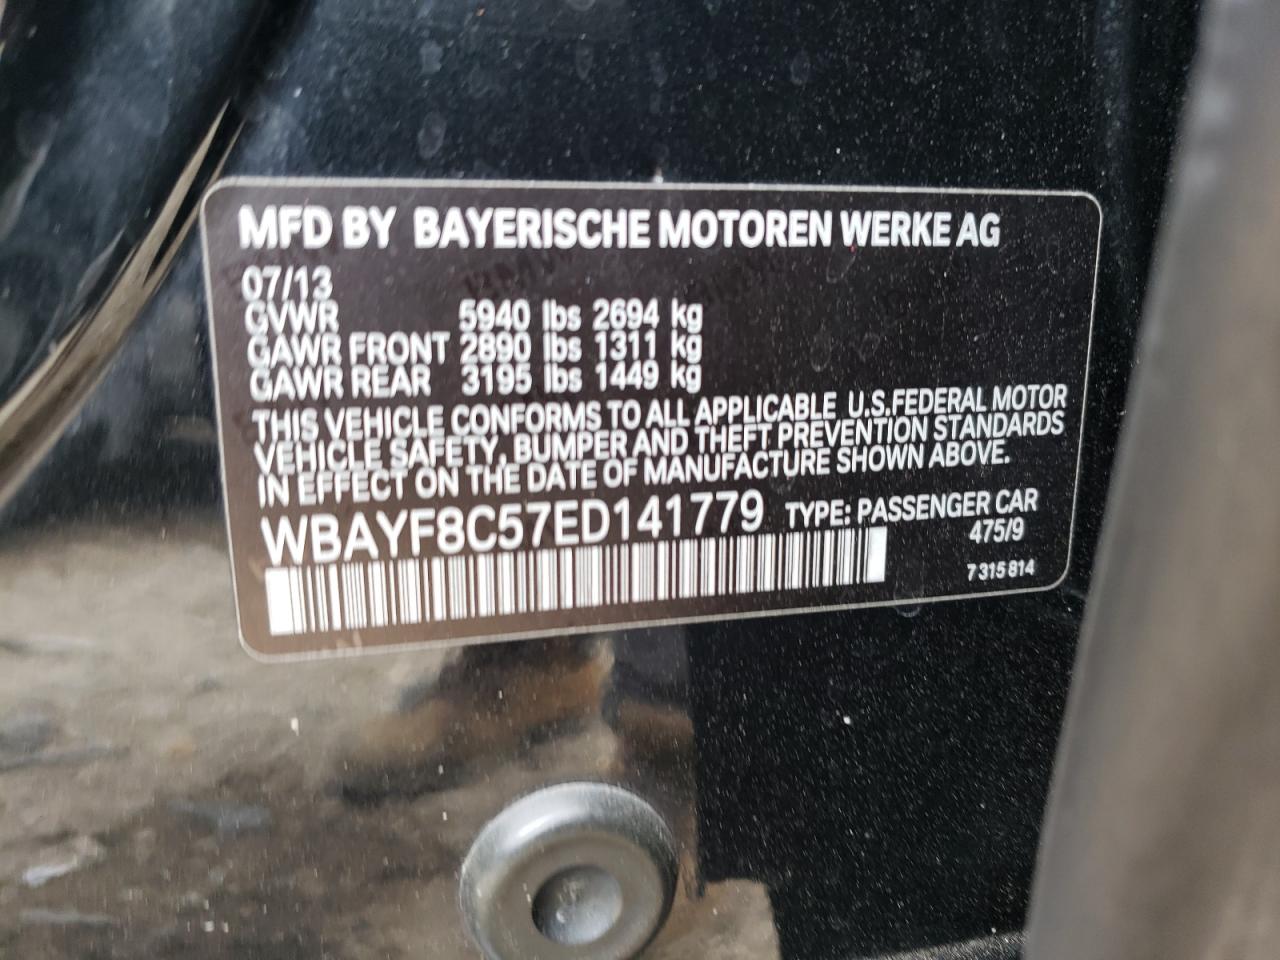 MFD BY BAYERISCHE MOTOREN WERKE AG
07/13
GVWR 5940 lbs 2694 kg
GAWR FRONT 2890 lbs 1311 kg
GAWR REAR 3195 lbs 1449 kg
THIS VEHICLE CONFORMS TO ALL APPLICABLE U.S.FEDERAL MOTOR
VEHICLE SAFETY, BUMPER AND THEFT PREVENTION STANDARDS
IN EFFECT ON THE DATE OF MANUFACTURE SHOWN ABOVE.
WBAYF8C57ED141779 TYPE: PASSENGER CAR
475/9
7 315 814